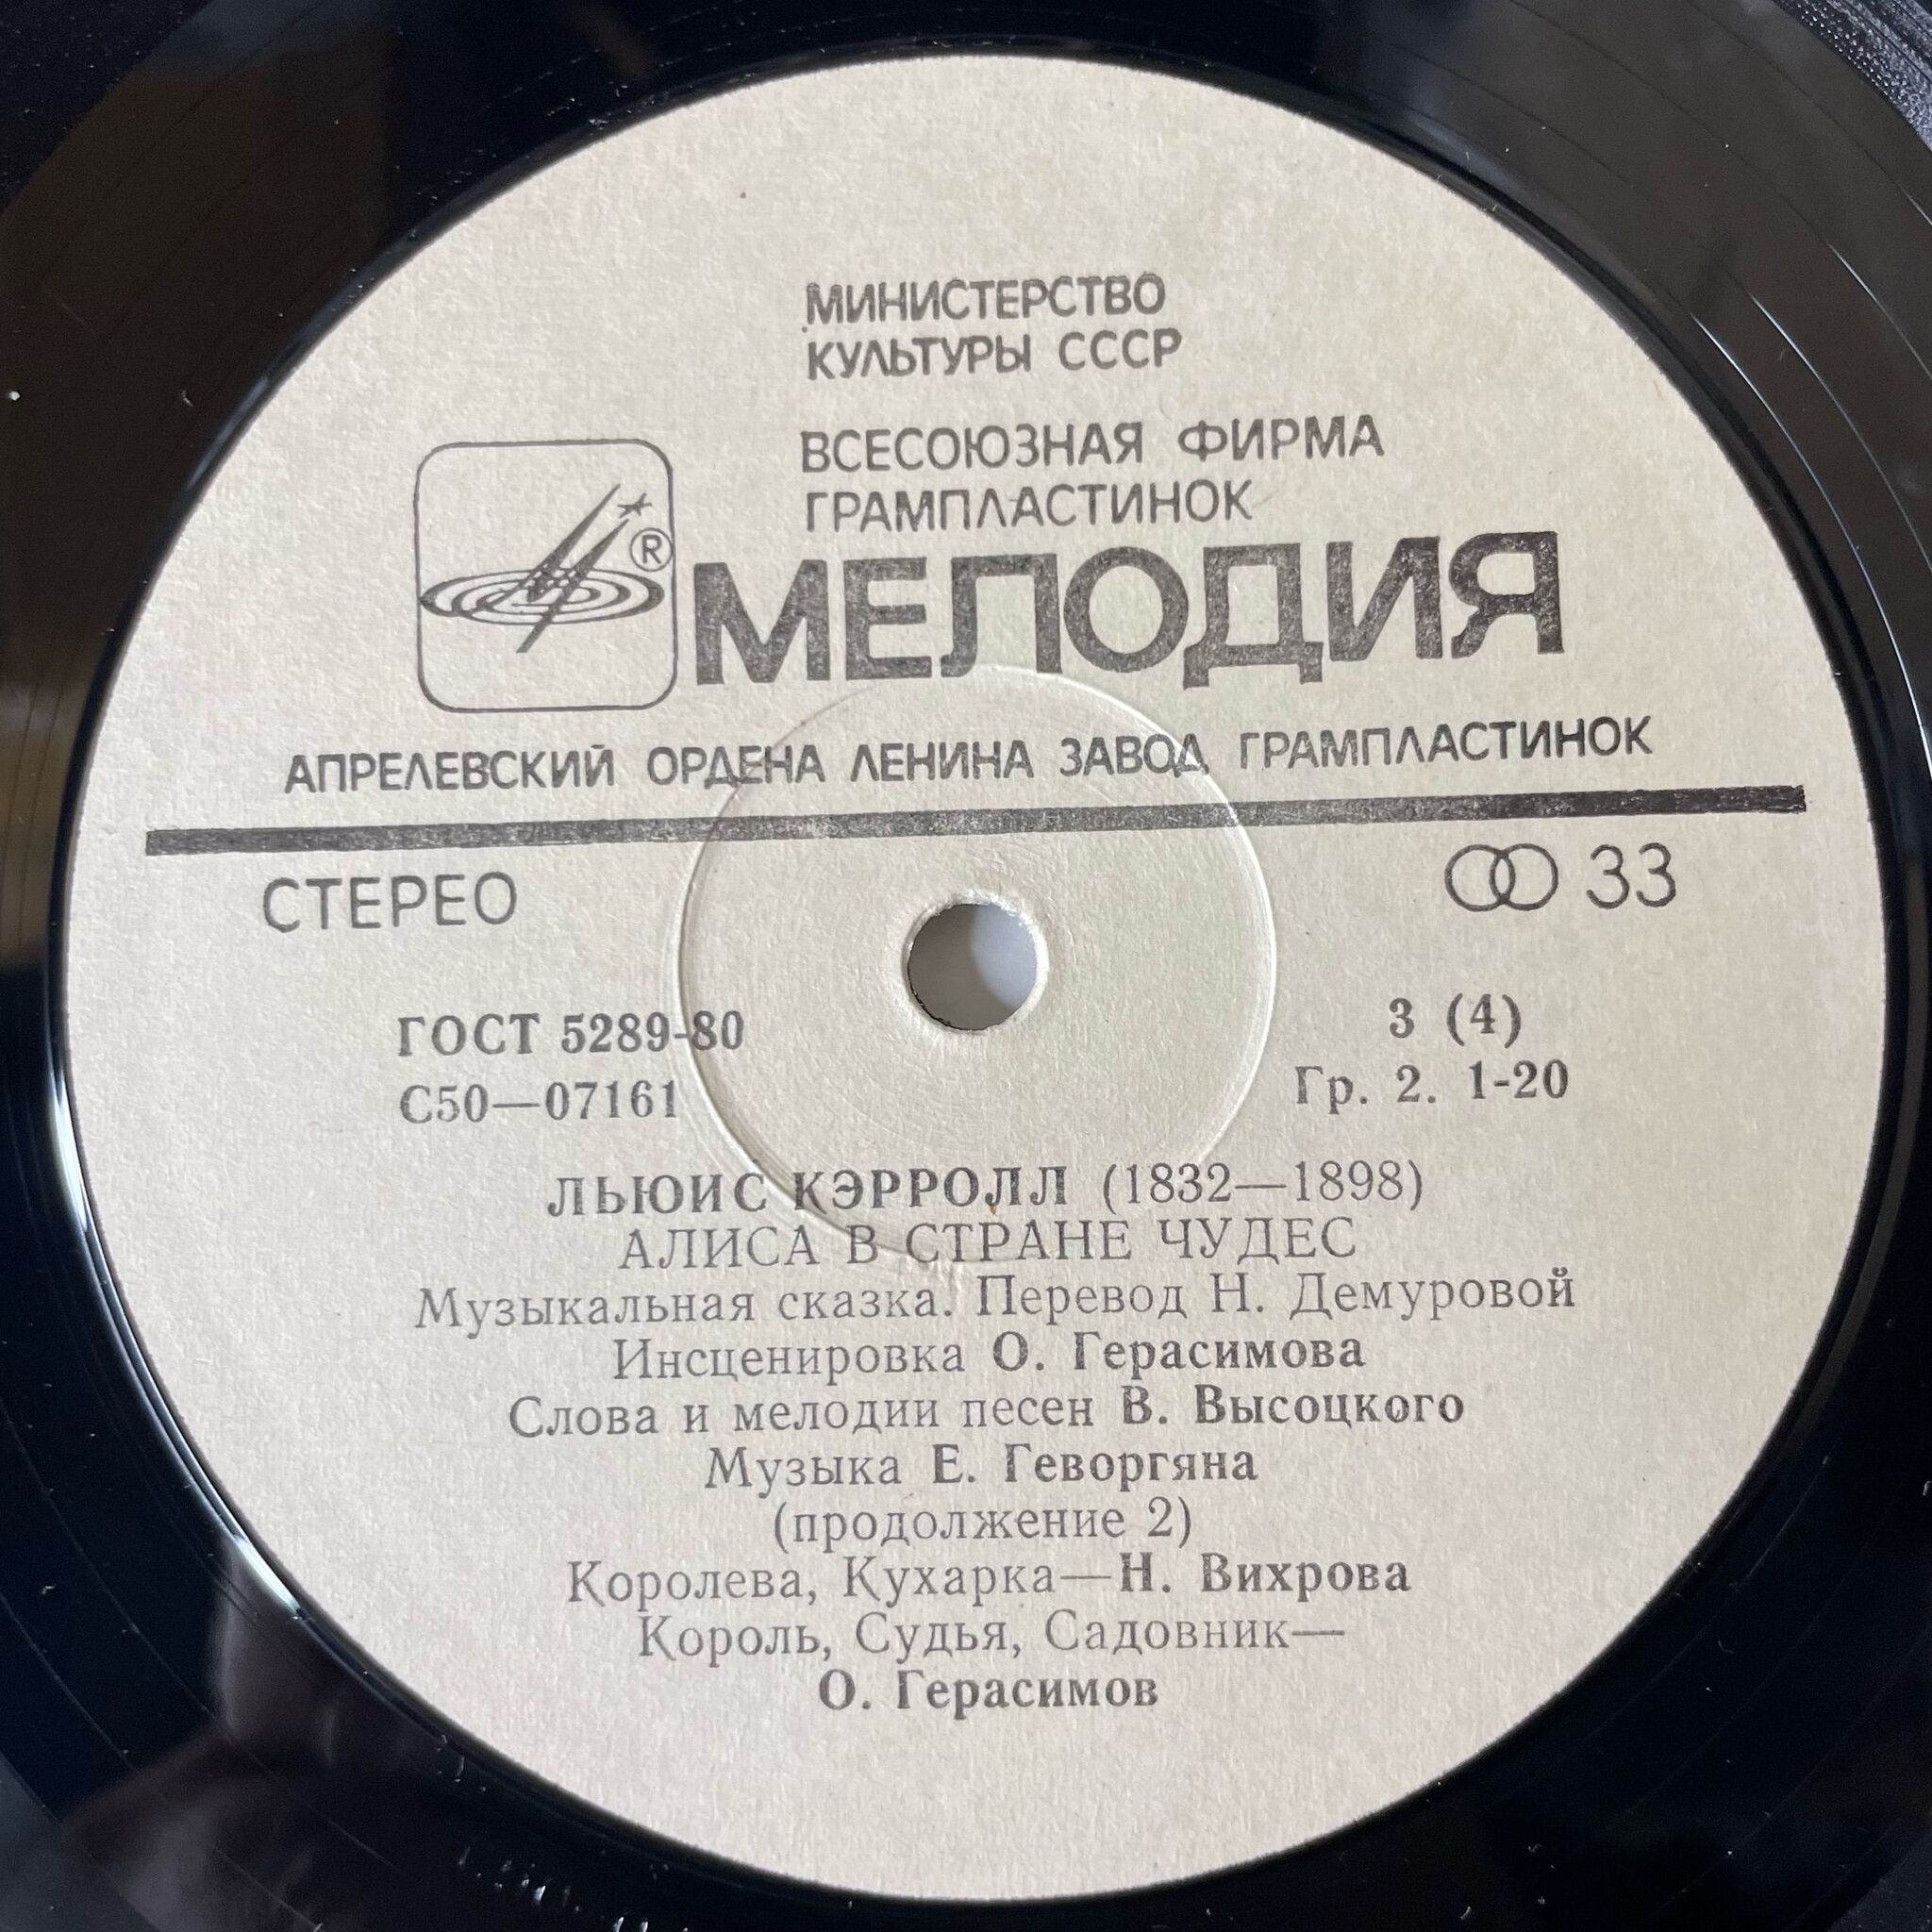 МИНИСТЕРСТВО
КУЛЬТУРЫ СССР
ВСЕСОЮЗНАЯ ФИРМА
ГРАМПЛАСТИНОК
® МЕЛОДИЯ
АПРЕЛЕВСКИЙ ОРДЕНА ЛЕНИНА ЗАВОД ГРАМПЛАСТИНОК
СТЕРЕО 33
ГОСТ 5289-80 3 (4)
С50—07161 Гр. 2. 1-20
ЛЬЮИС КЭРРОЛЛ (1832—1898)
АЛИСА В СТРАНЕ ЧУДЕС
Музыкальная сказка. Перевод Н. Демуровой
Инсценировка О. Герасимова
Слова и мелодии песен В. Высоцкого
Музыка Е. Геворгяна
(продолжение 2)
Королева, Кухарка—Н. Вихрова
Король, Судья, Садовник—
О. Герасимов